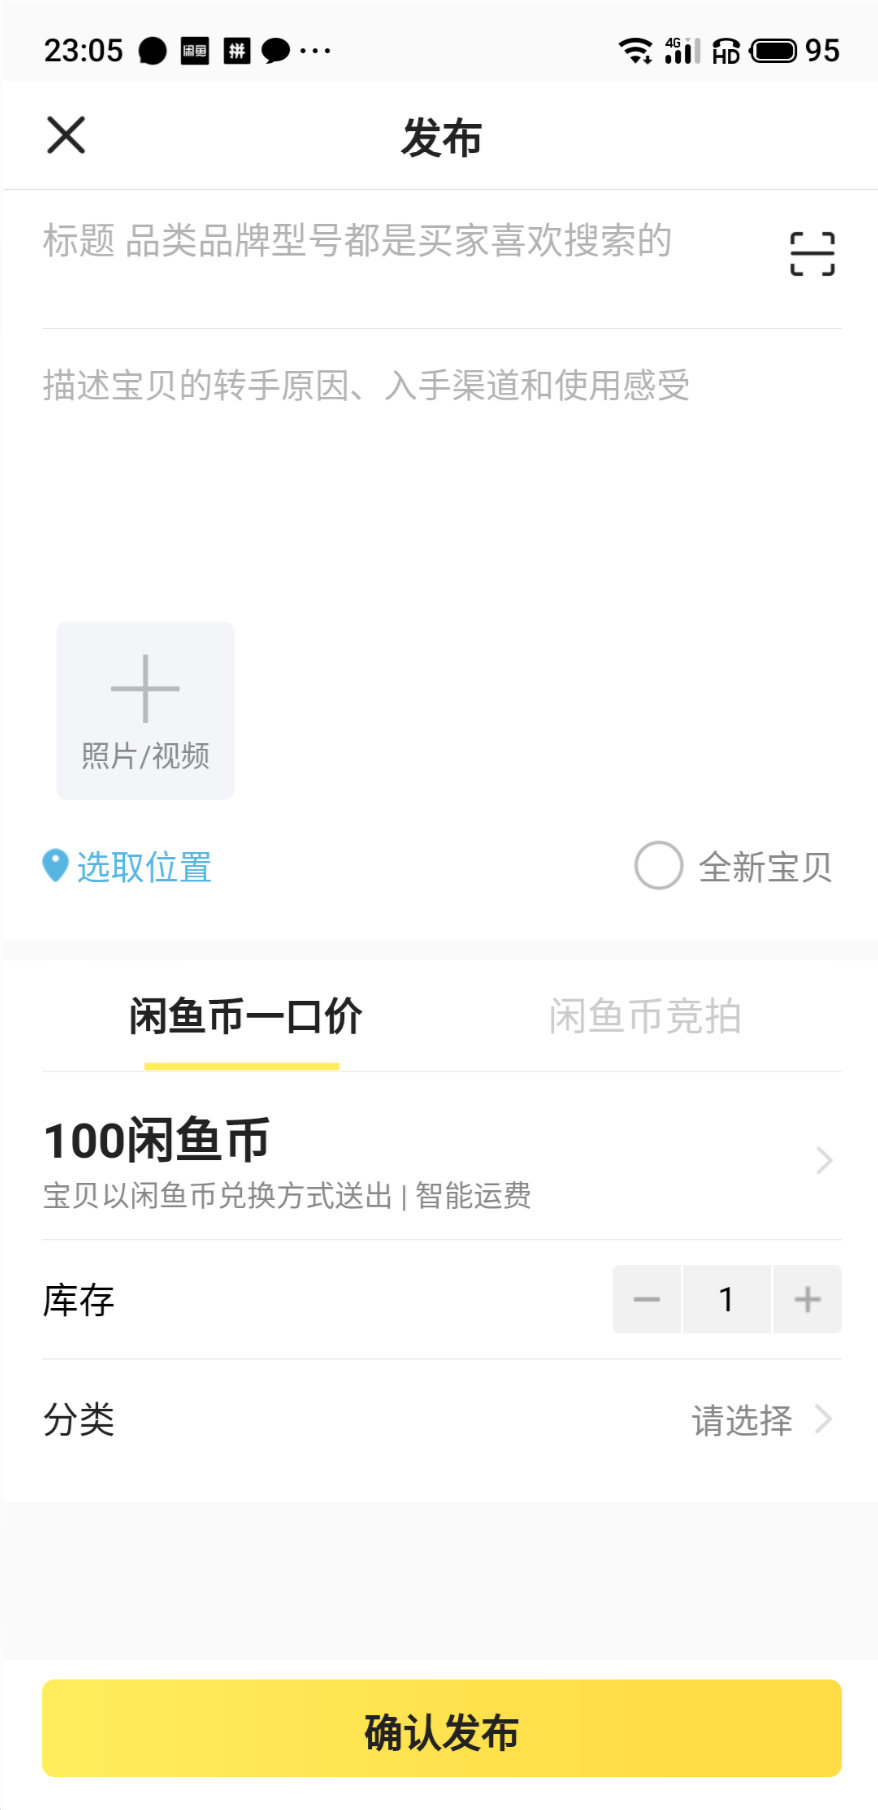 23:05 闲鱼 拼 ··· 4G HD 95
发布
标题 品类品牌型号都是买家喜欢搜索的
描述宝贝的转手原因、入手渠道和使用感受
照片/视频
选取位置 全新宝贝
闲鱼币一口价 闲鱼币竞拍
100闲鱼币
宝贝以闲鱼币兑换方式送出 | 智能运费
库存 1
分类 请选择
确认发布